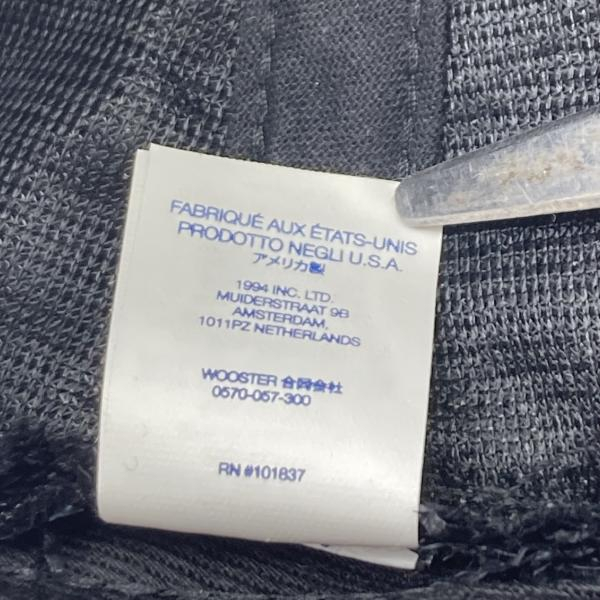 FABRIQUÉ AUX ÉTATS-UNIS
PRODOTTO NEGLI U.S.A.
アメリカ製
1994 INC. LTD.
MUIDERSTRAAT 9B
AMSTERDAM,
1011PZ NETHERLANDS
WOOSTER 合同会社
0570-057-300
RN #101837